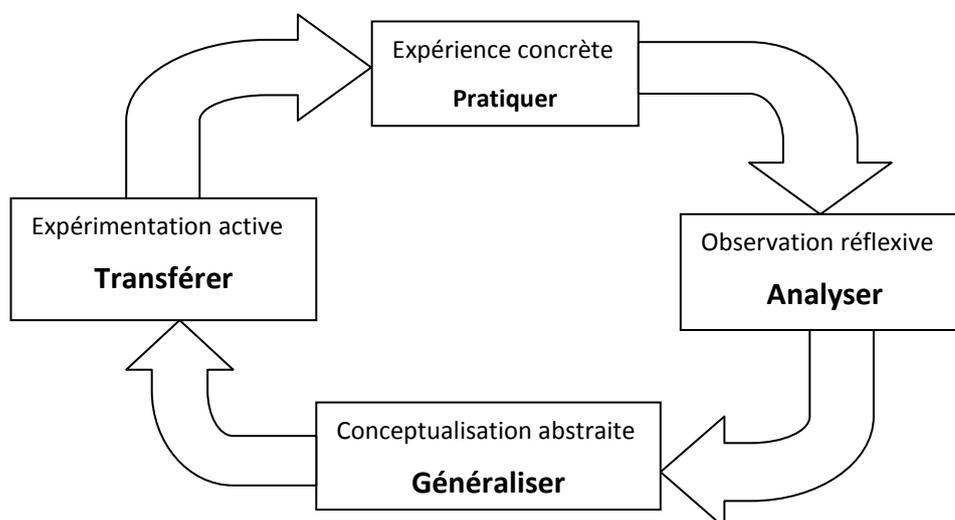 Expérience concrète
Pratiquer
Expérimentation active
Transférer
Observation réflexive
Analyser
Conceptualisation abstraite
Généraliser